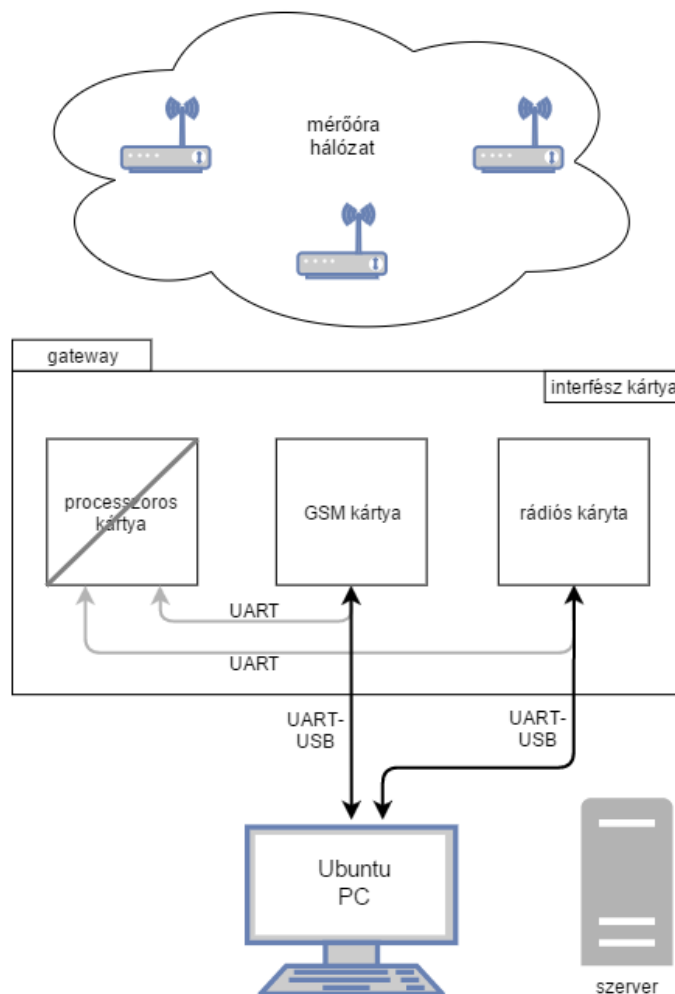 mérőóra
hálózat
gateway
interfész kártya
processzoros
kártya
GSM kártya
rádiós káryta
UART
UART
UART-
USB
UART-
USB
Ubuntu
PC
szerver